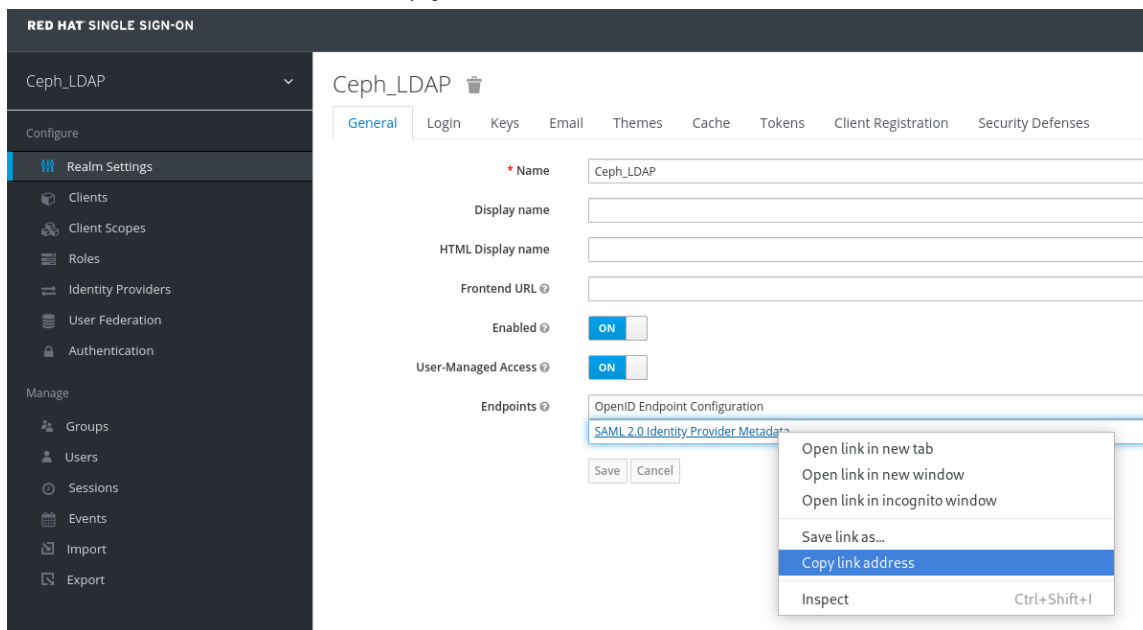 RED HAT SINGLE SIGN-ON
Ceph_LDAP
Configure
Realm Settings
Clients
Client Scopes
Roles
Identity Providers
User Federation
Authentication
Manage
Groups
Users
Sessions
Events
Import
Export
Ceph_LDAP
General Login Keys Email Themes Cache Tokens Client Registration Security Defenses
* Name Ceph_LDAP
Display name
HTML Display name
Frontend URL
Enabled ON
User-Managed Access ON
Endpoints OpenID Endpoint Configuration
SAML 2.0 Identity Provider Metadata
Save Cancel
Open link in new tab
Open link in new window
Open link in incognito window
Save link as...
Copy link address
Inspect Ctrl+Shift+I